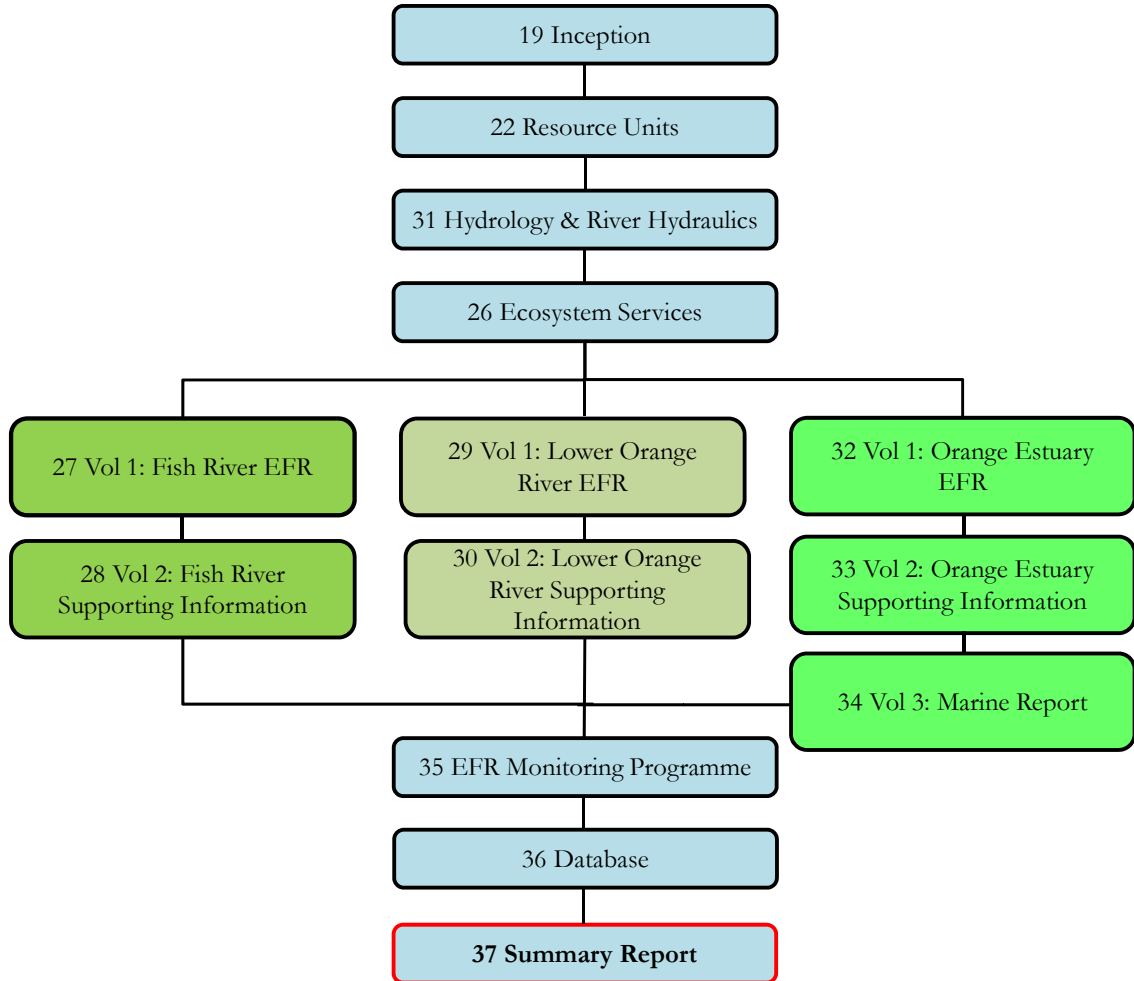 19 Inception
22 Resource Units
31 Hydrology & River Hydraulics
26 Ecosystem Services
27 Vol 1: Fish River EFR
29 Vol 1: Lower Orange
River EFR
32 Vol 1: Orange Estuary
EFR
28 Vol 2: Fish River
Supporting Information
30 Vol 2: Lower Orange
River Supporting
Information
33 Vol 2: Orange Estuary
Supporting Information
34 Vol 3: Marine Report
35 EFR Monitoring Programme
36 Database
37 Summary Report